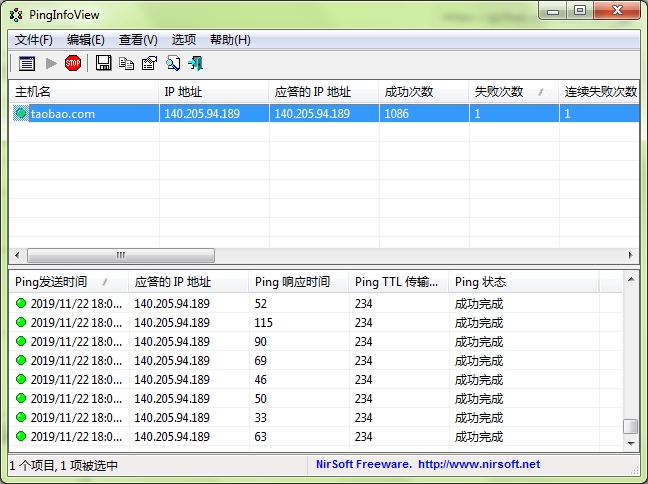 PingInfoView
文件(F) 编辑(E) 查看(V) 选项 帮助(H)
STOP
主机名 IP 地址 应答的 IP 地址 成功次数 失败次数 连续失败次数
taobao.com 140.205.94.189 140.205.94.189 1086 1 1
Ping发送时间 应答的 IP 地址 Ping 响应时间 Ping TTL 传输... Ping 状态
2019/11/22 18:0... 140.205.94.189 52 234 成功完成
2019/11/22 18:0... 140.205.94.189 115 234 成功完成
2019/11/22 18:0... 140.205.94.189 90 234 成功完成
2019/11/22 18:0... 140.205.94.189 69 234 成功完成
2019/11/22 18:0... 140.205.94.189 46 234 成功完成
2019/11/22 18:0... 140.205.94.189 50 234 成功完成
2019/11/22 18:0... 140.205.94.189 33 234 成功完成
2019/11/22 18:0... 140.205.94.189 63 234 成功完成
1 个项目, 1 项被选中 NirSoft Freeware. http://www.nirsoft.net